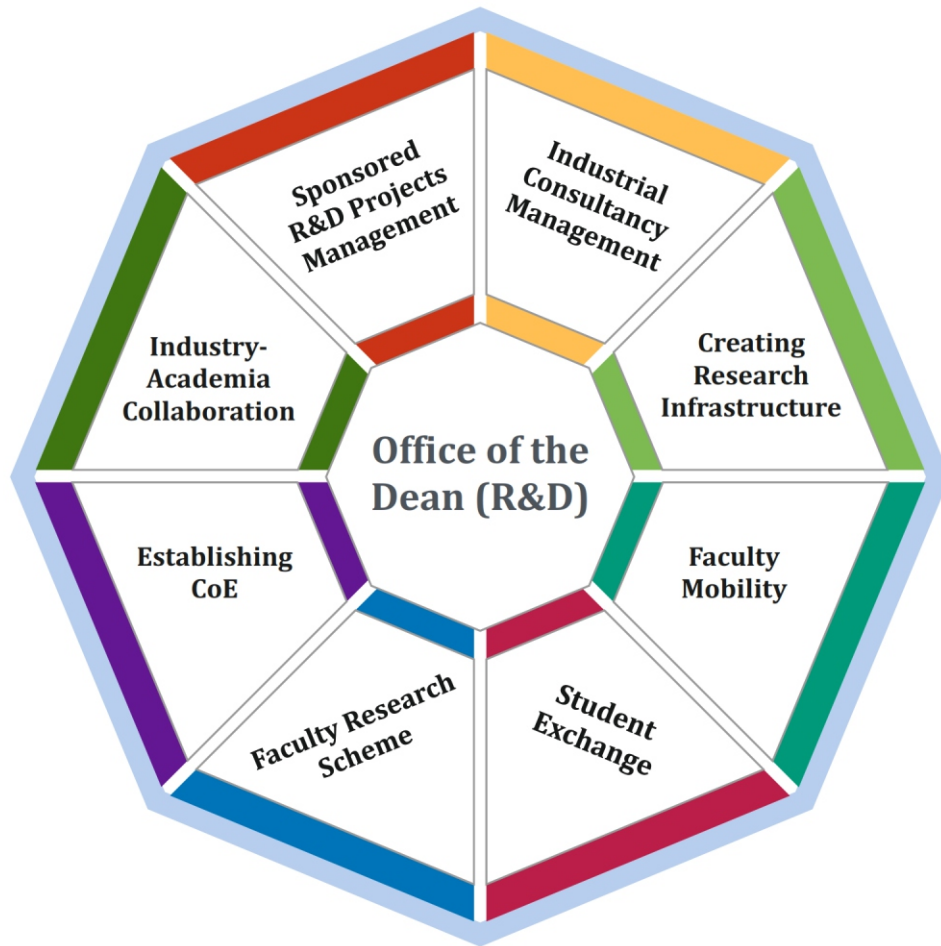 Sponsored
R&D Projects
Management
Industrial
Consultancy
Management
Industry-
Academia
Collaboration
Creating
Research
Infrastructure
Office of the
Dean (R&D)
Establishing
CoE
Faculty
Mobility
Faculty Research
Scheme
Student
Exchange